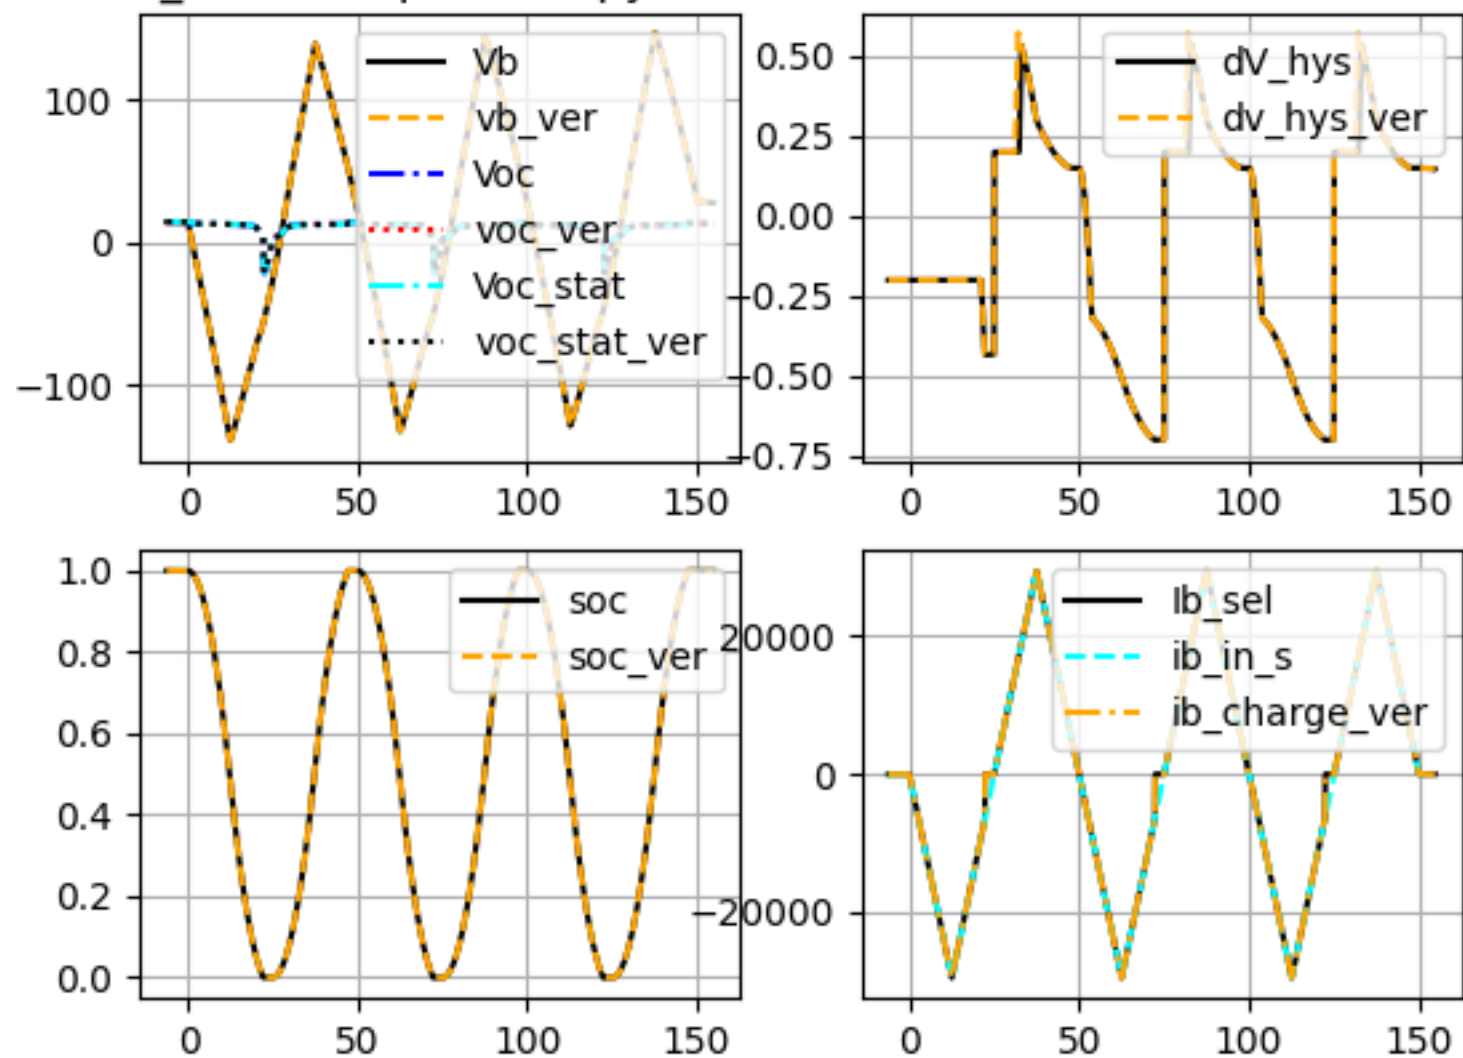 100
0
−100
0
50
100
150
Vb
vb_ver
Voc
voc_ver
Voc_stat
voc_stat_ver
0.50
0.25
0.00
−0.25
−0.50
−0.75
0
50
100
150
dV_hys
dv_hys_ver
1.0
0.8
0.6
0.4
0.2
0.0
0
50
100
150
soc
soc_ver
20000
0
−20000
0
50
100
150
Ib_sel
ib_in_s
ib_charge_ver